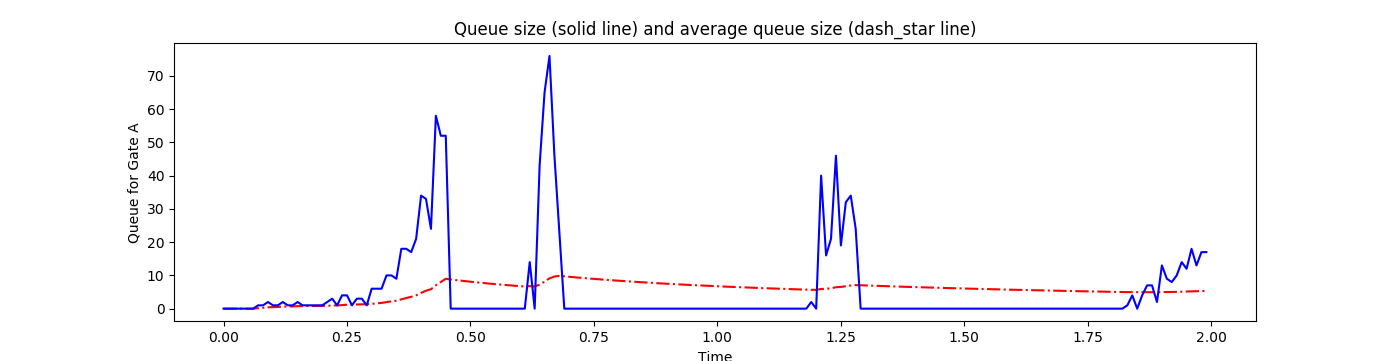 Queue size (solid line) and average queue size (dash_star line)
Queue for Gate A
70
60
50
40
30
20
10
0
0.00 0.25 0.50 0.75 1.00 1.25 1.50 1.75 2.00
Time